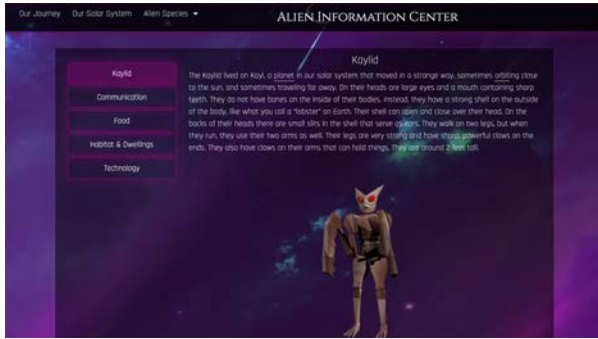 Our Journey Our Solar System Alien Species
ALIEN INFORMATION CENTER
Kaylid
Communication
Food
Habitat & Dwellings
Technology
Kaylid
The Kaylid lived on Kayl, a planet in our solar system that moved in a strange way, sometimes orbiting close
to the sun, and sometimes traveling far away. On their heads are large eyes and a mouth containing sharp
teeth. They do not have bones on the inside of their bodies. Instead, they have a strong shell on the outside
of the body, like what you call a "lobster" on Earth. Their shell can open and close over their head. On the
backs of their heads there are small slits in the shell that serve as ears. They walk on two legs, but when
they run, they use their two arms as well. Their legs are very strong and have sharp, powerful claws on the
ends. They also have claws on their arms that can hold things. They are around 2 feet tall.